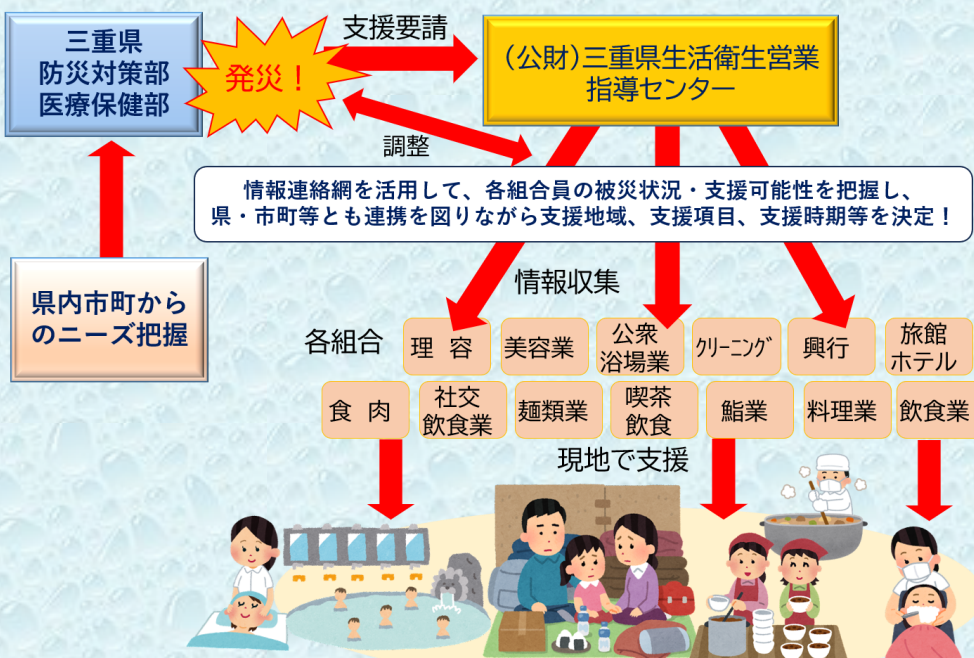 三重県
防災対策部
医療保健部
発災！
支援要請
（公財）三重県生活衛生営業
指導センター
調整
情報連絡網を活用して、各組合員の被災状況・支援可能性を把握し、
県・市町等とも連携を図りながら支援地域、支援項目、支援時期等を決定！
県内市町から
のニーズ把握
情報収集
各組合
理 容
美容業
公衆
浴場業
ｸﾘｰﾆﾝｸﾞ
興行
旅館
ホテル
食 肉
社交
飲食業
麺類業
喫茶
飲食
鮨業
料理業
飲食業
現地で支援